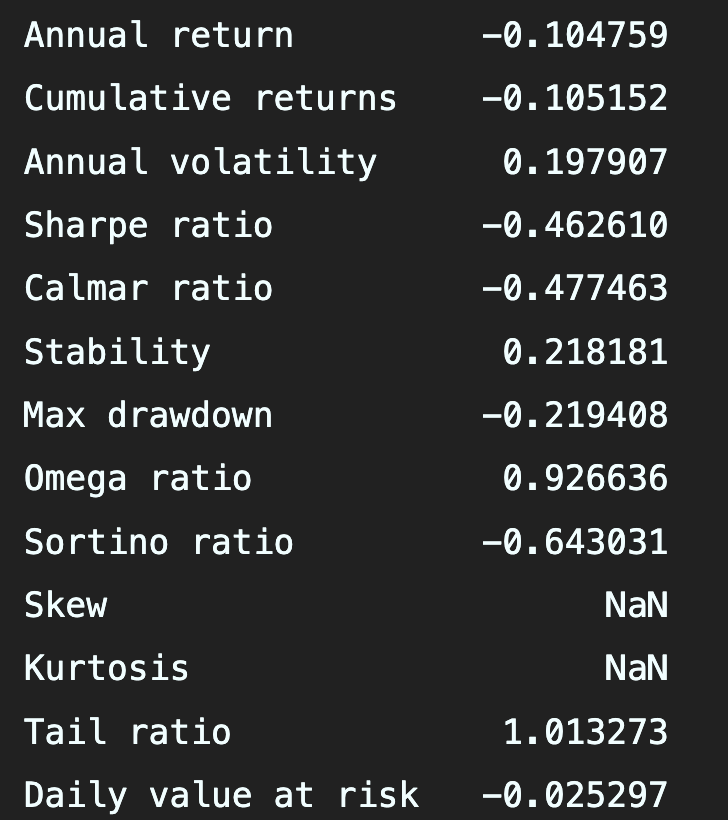 Annual return -0.104759
Cumulative returns -0.105152
Annual volatility 0.197907
Sharpe ratio -0.462610
Calmar ratio -0.477463
Stability 0.218181
Max drawdown -0.219408
Omega ratio 0.926636
Sortino ratio -0.643031
Skew NaN
Kurtosis NaN
Tail ratio 1.013273
Daily value at risk -0.025297